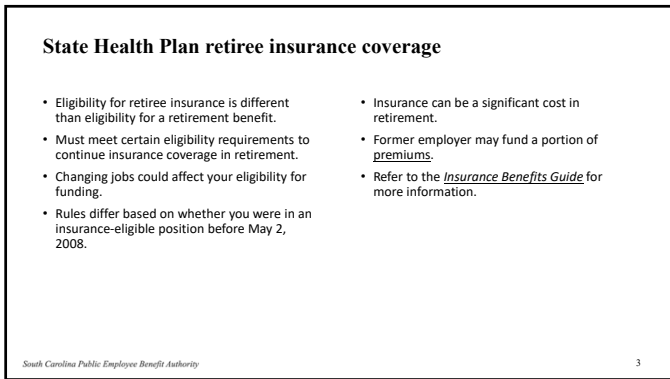 State Health Plan retiree insurance coverage
• Eligibility for retiree insurance is different
than eligibility for a retirement benefit.
• Must meet certain eligibility requirements to
continue insurance coverage in retirement.
• Changing jobs could affect your eligibility for
funding.
• Rules differ based on whether you were in an
insurance-eligible position before May 2,
2008.
• Insurance can be a significant cost in
retirement.
• Former employer may fund a portion of
premiums.
• Refer to the Insurance Benefits Guide for
more information.
South Carolina Public Employee Benefit Authority
3